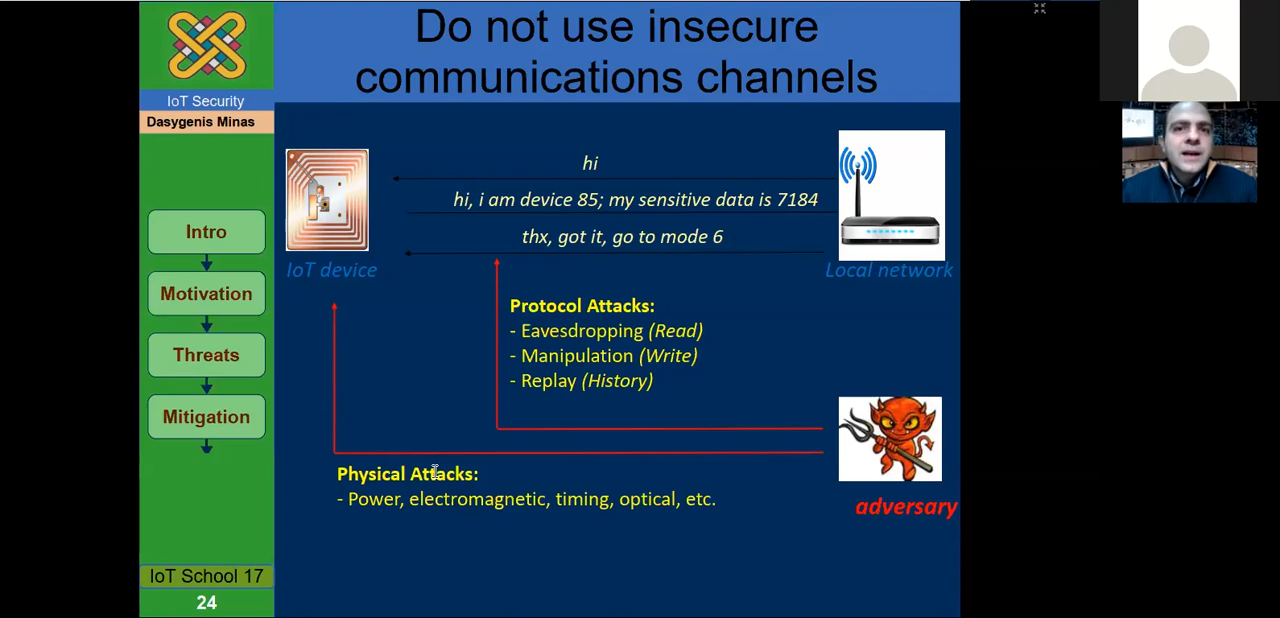 Do not use insecure
communications channels
IoT Security
Dasygenis Minas
Intro
Motivation
Threats
Mitigation
IoT School 17
24
hi
hi, i am device 85; my sensitive data is 7184
thx, got it, go to mode 6
IoT device
Local network
Protocol Attacks:
- Eavesdropping (Read)
- Manipulation (Write)
- Replay (History)
Physical Attacks:
- Power, electromagnetic, timing, optical, etc.
adversary